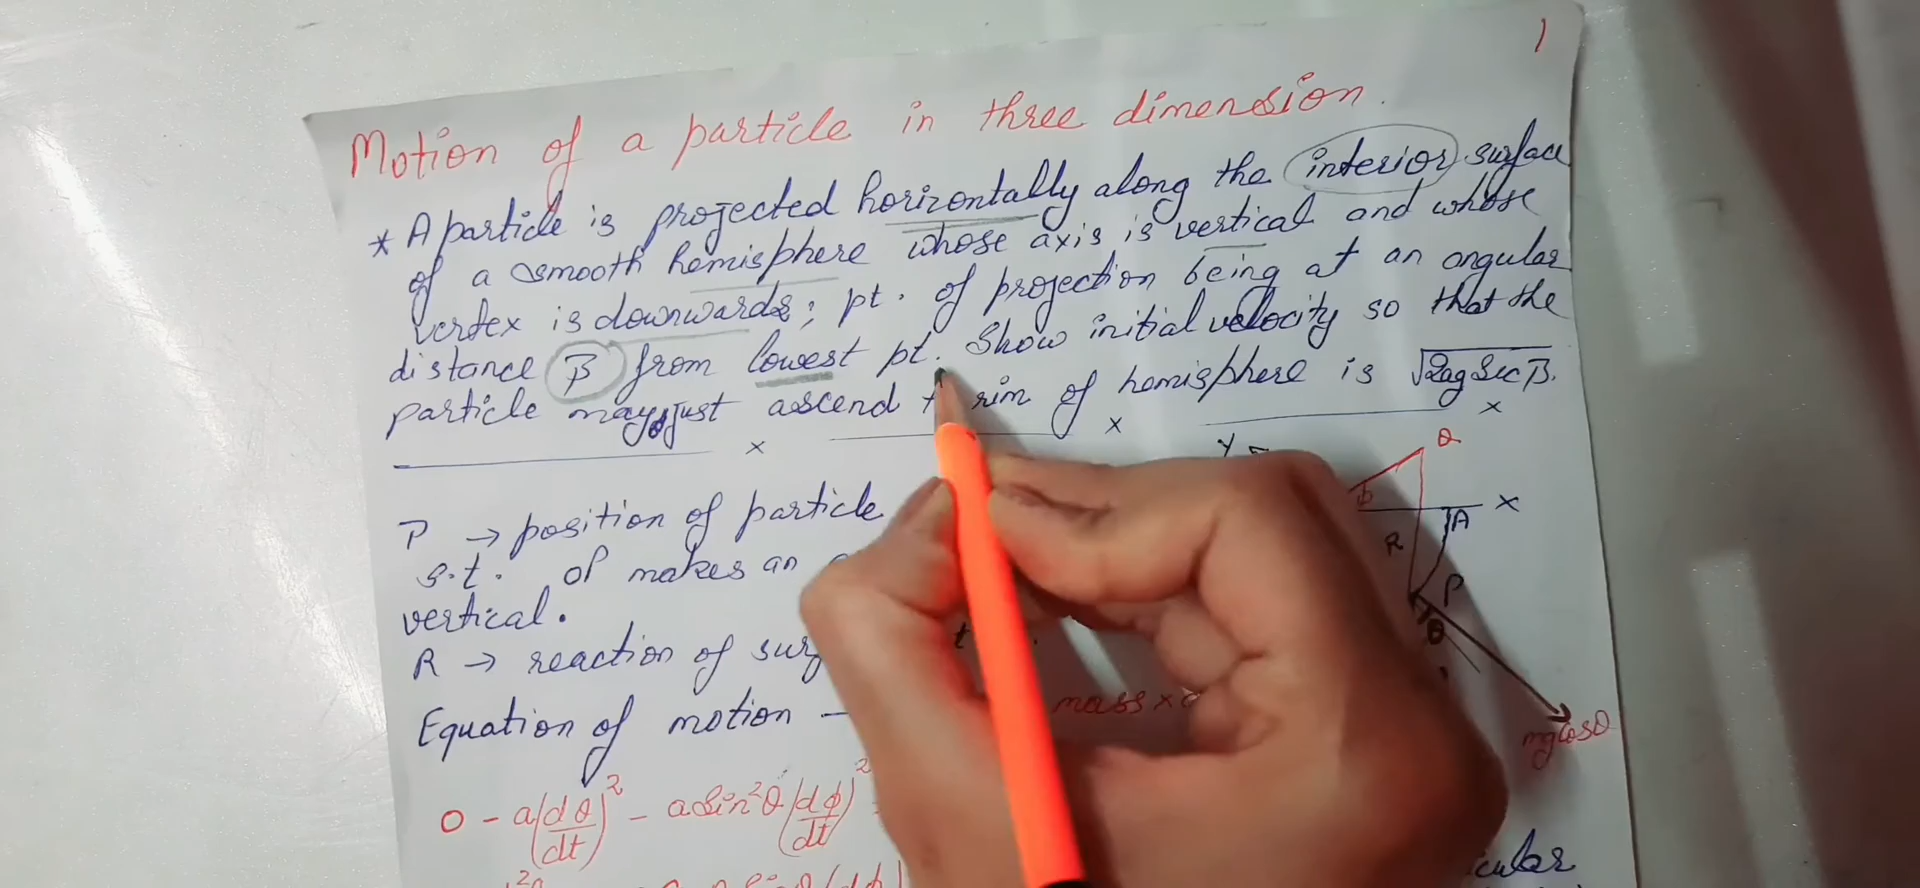 1
Motion of a particle in three dimension.
* A particle is projected horizontally along the interior surface
of a smooth hemisphere whose axis is vertical and whose
vertex is downwards; pt. of projection being at an angular
distance β from lowest pt. Show initial velocity so that the
particle may just ascend rim of hemisphere is √2ag Sec β.
x x x
P → position of particle
s.t. OP makes an
vertical.
R → reaction of
Equation of motion - mass x
0 - a(dθ/dt)² - a sin²θ(dϕ/dt)²
Y
Q
X
A
R
P
θ
mg cosθ